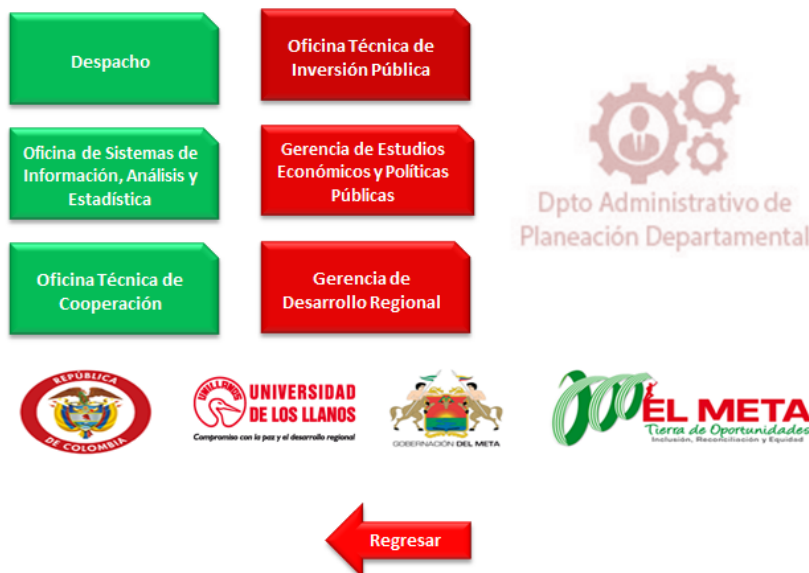 Despacho
Oficina Técnica de
Inversión Pública
Oficina de Sistemas de
Información, Análisis y
Estadística
Gerencia de Estudios
Económicos y Políticas
Públicas
Oficina Técnica de
Cooperación
Gerencia de
Desarrollo Regional
Dpto Administrativo de
Planeación Departamental
REPÚBLICA
DE COLOMBIA
UNILLANOS
UNIVERSIDAD
DE LOS LLANOS
Compromiso con la paz y el desarrollo regional
GOBERNACIÓN DEL META
EL META
Tierra de Oportunidades
Inclusión, Reconciliación y Equidad
Regresar